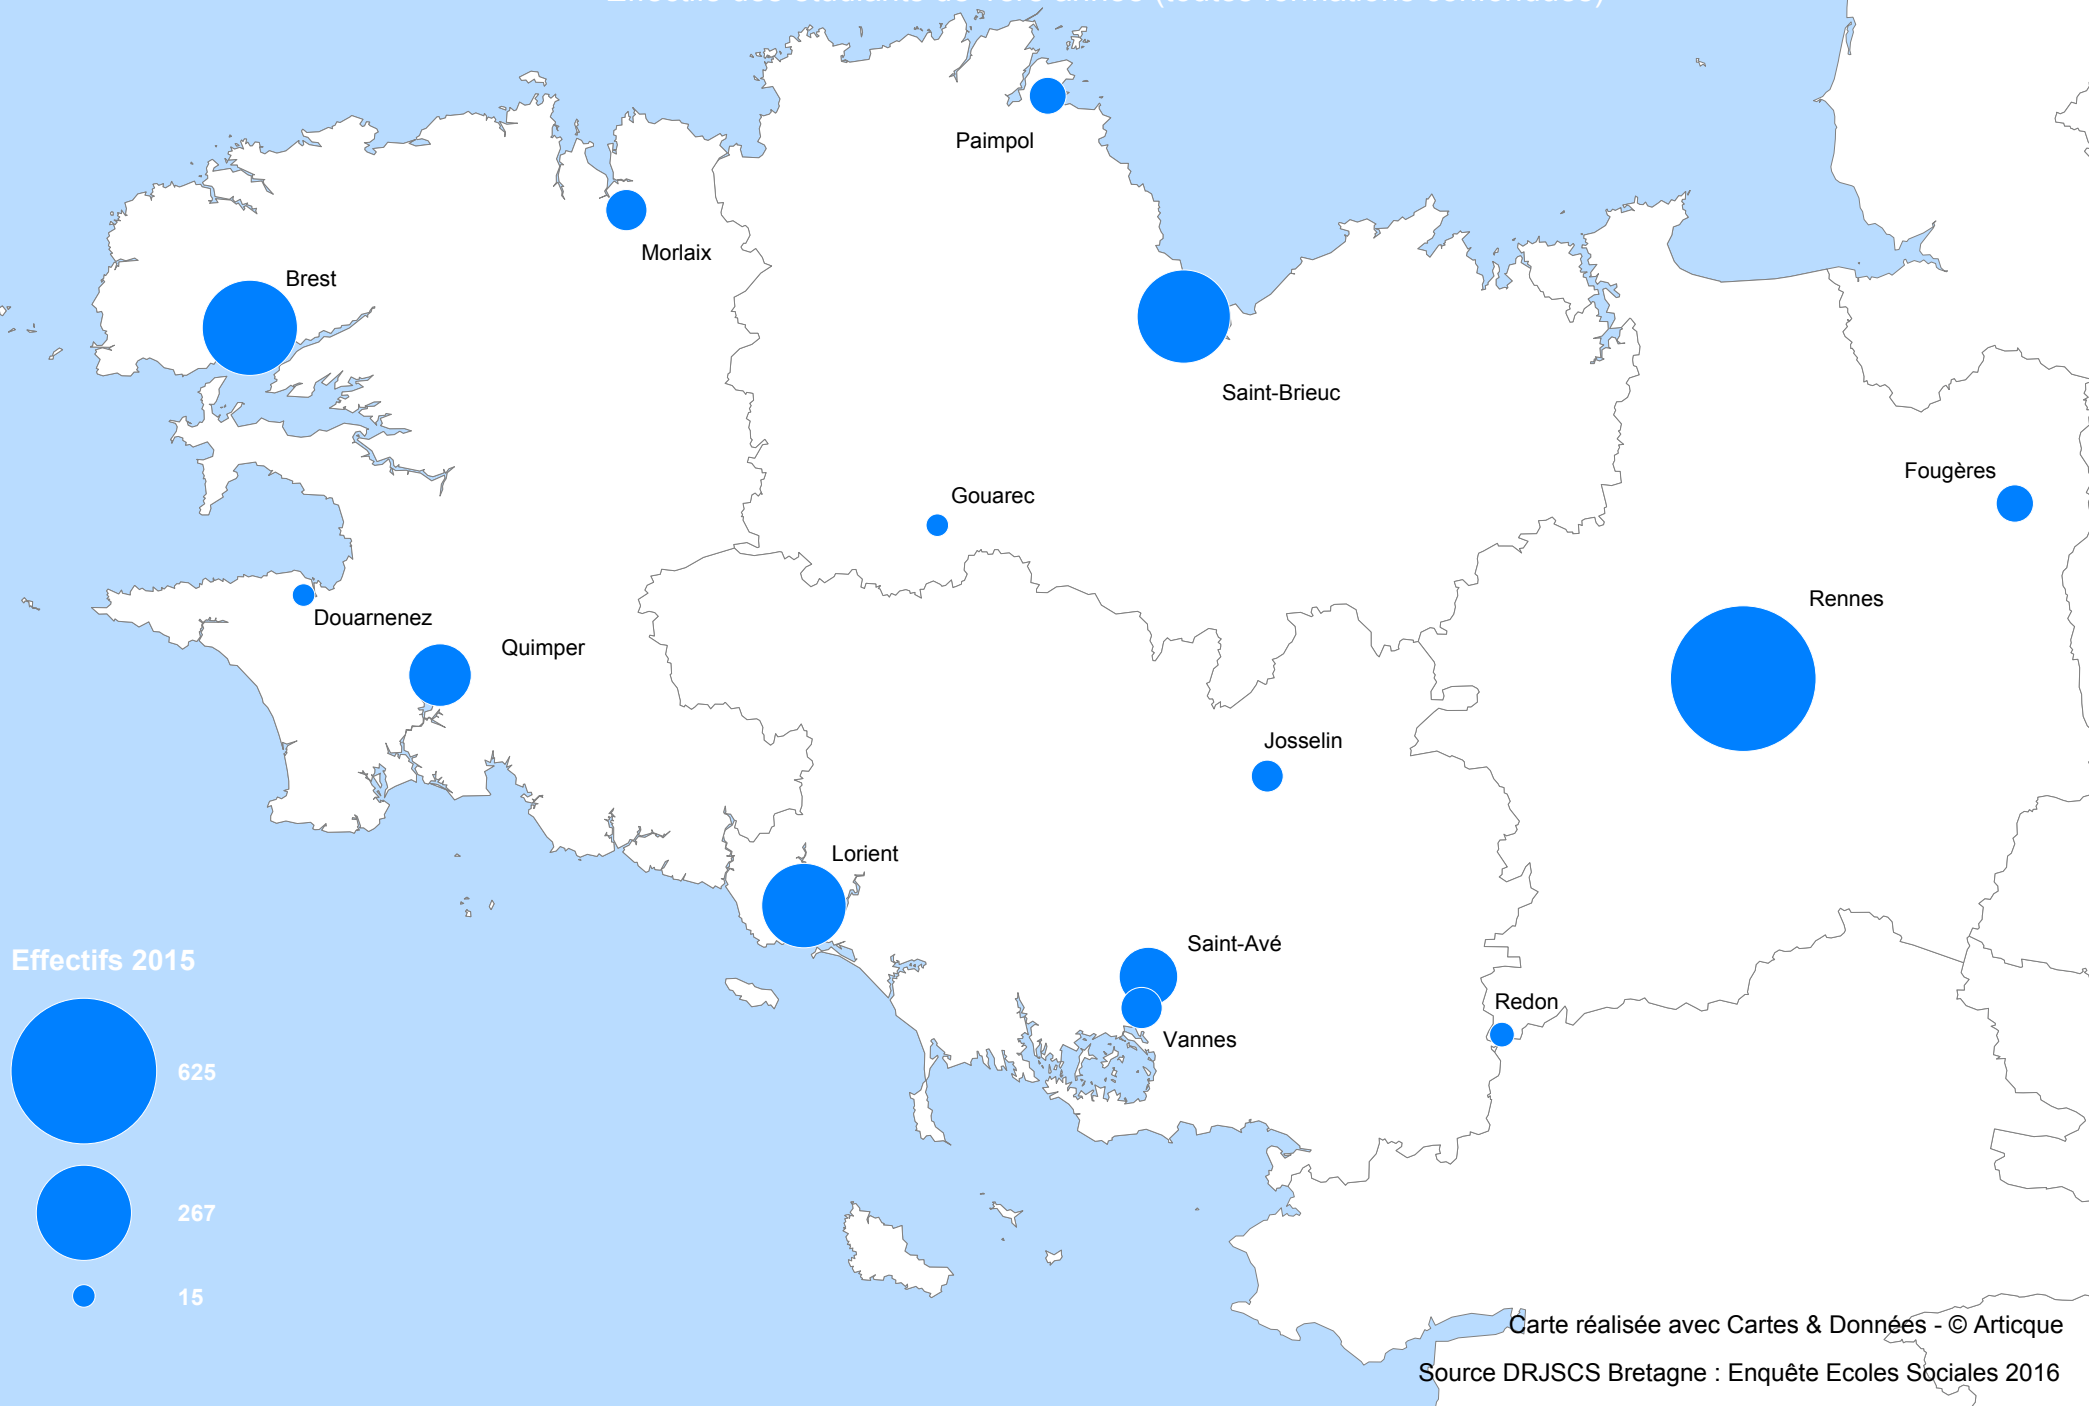 Paimpol
Morlaix
Brest
Saint-Brieuc
Fougères
Gouarec
Rennes
Douarnenez
Quimper
Josselin
Lorient
Saint-Avé
Effectifs 2015
Redon
Vannes
625
267
15
Carte réalisée avec Cartes & Données - © Articque
Source DRJSCS Bretagne : Enquête Ecoles Sociales 2016